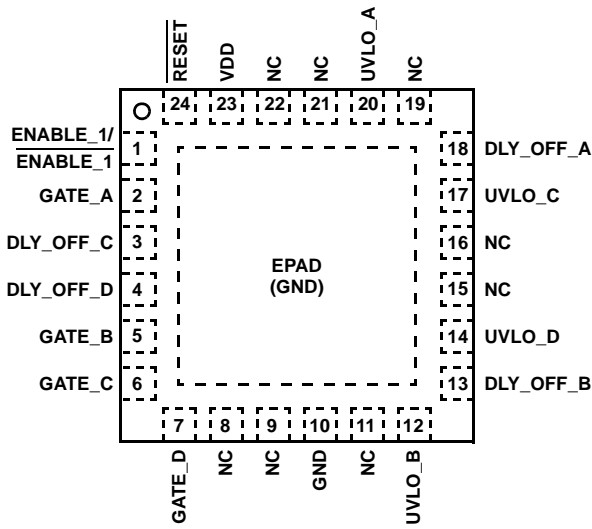 RESET
VDD
NC
NC
UVLO_A
NC
24
23
22
21
20
19
ENABLE_1/
ENABLE_1
1
18
DLY_OFF_A
GATE_A
2
17
UVLO_C
DLY_OFF_C
3
16
NC
EPAD
(GND)
DLY_OFF_D
4
15
NC
GATE_B
5
14
UVLO_D
GATE_C
6
13
DLY_OFF_B
7
8
9
10
11
12
GATE_D
NC
NC
GND
NC
UVLO_B